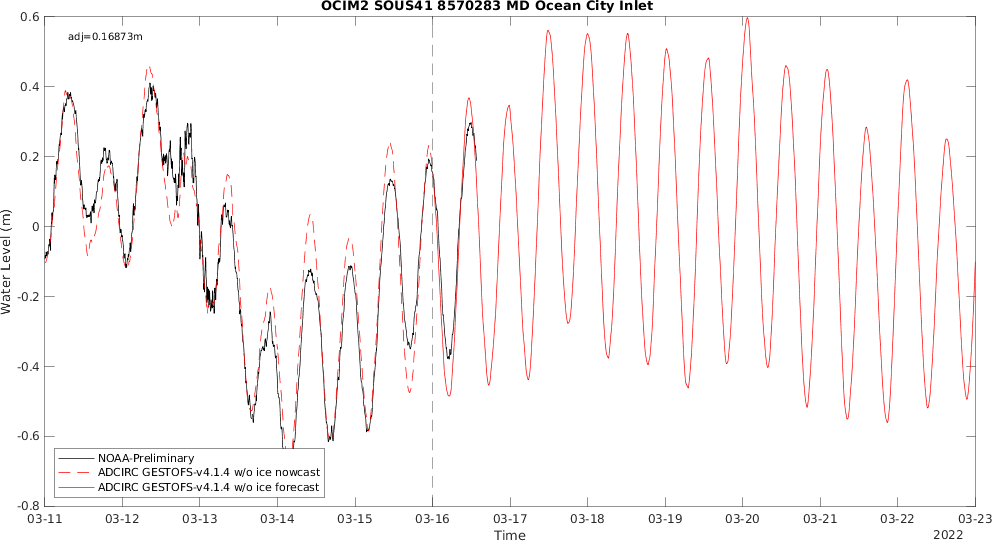 OCIM2 SOUS41 8570283 MD Ocean City Inlet
adj=0.16873m
Water Level (m)
0.6
0.4
0.2
0
-0.2
-0.4
-0.6
-0.8
NOAA-Preliminary
ADCIRC GESTOFS-v4.1.4 w/o ice nowcast
ADCIRC GESTOFS-v4.1.4 w/o ice forecast
03-11 03-12 03-13 03-14 03-15 03-16 03-17 03-18 03-19 03-20 03-21 03-22 03-23
Time
2022